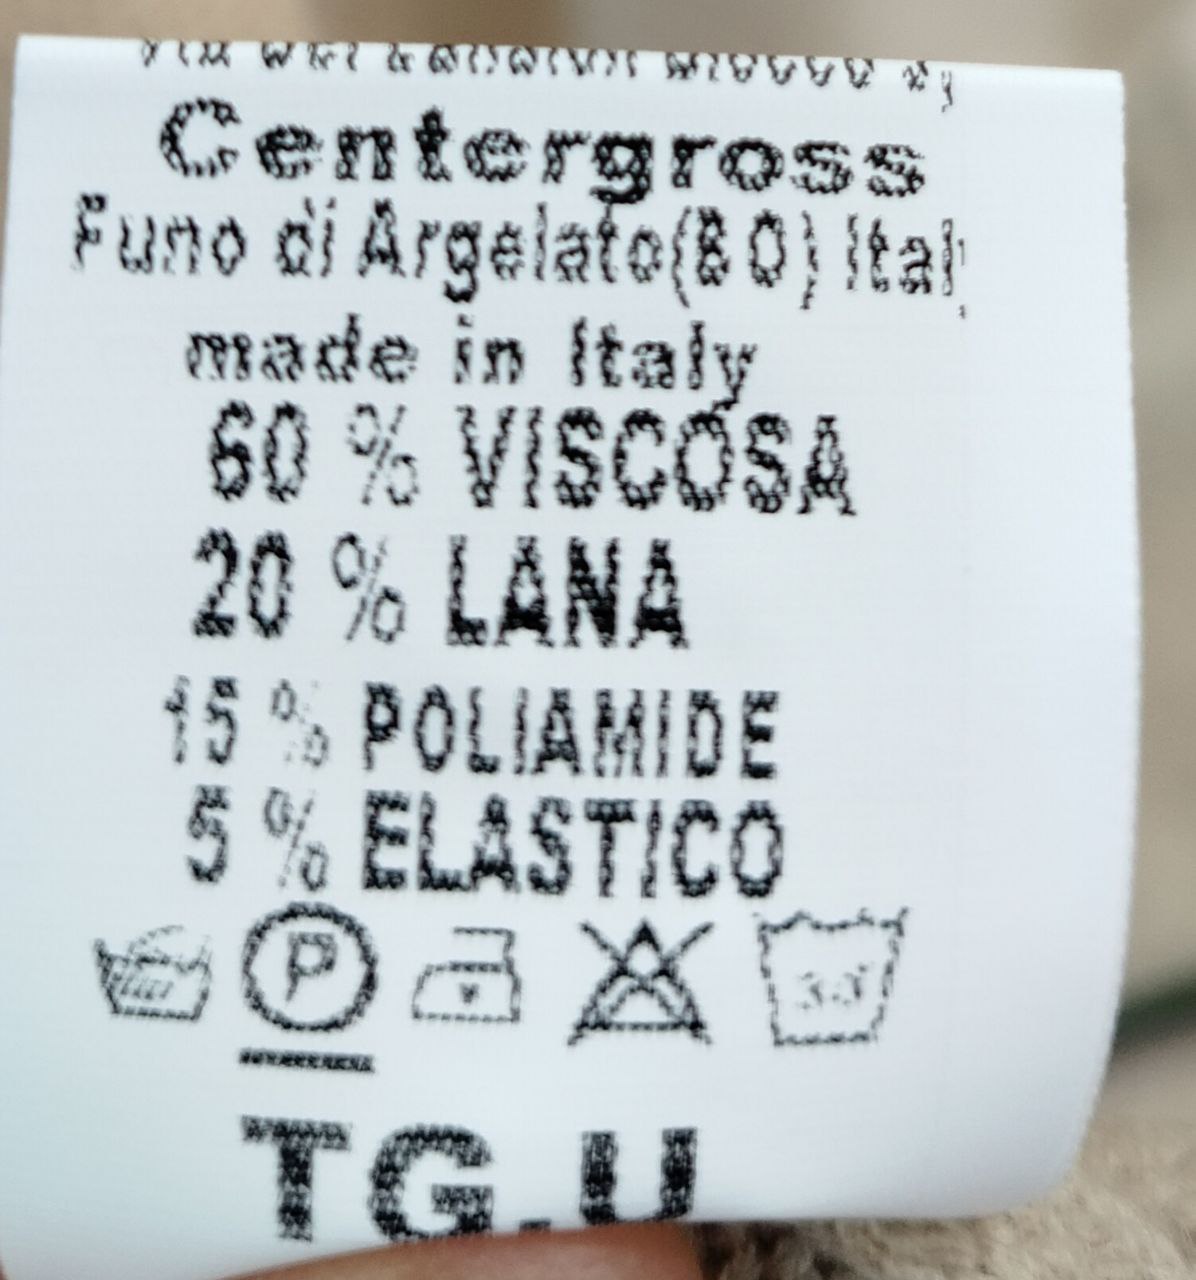 Centergross
Funo di Argelato(BO) Ital
made in Italy
60 % VISCOSA
20 % LANA
15 % POLIAMIDE
5 % ELASTICO
P
TG.U